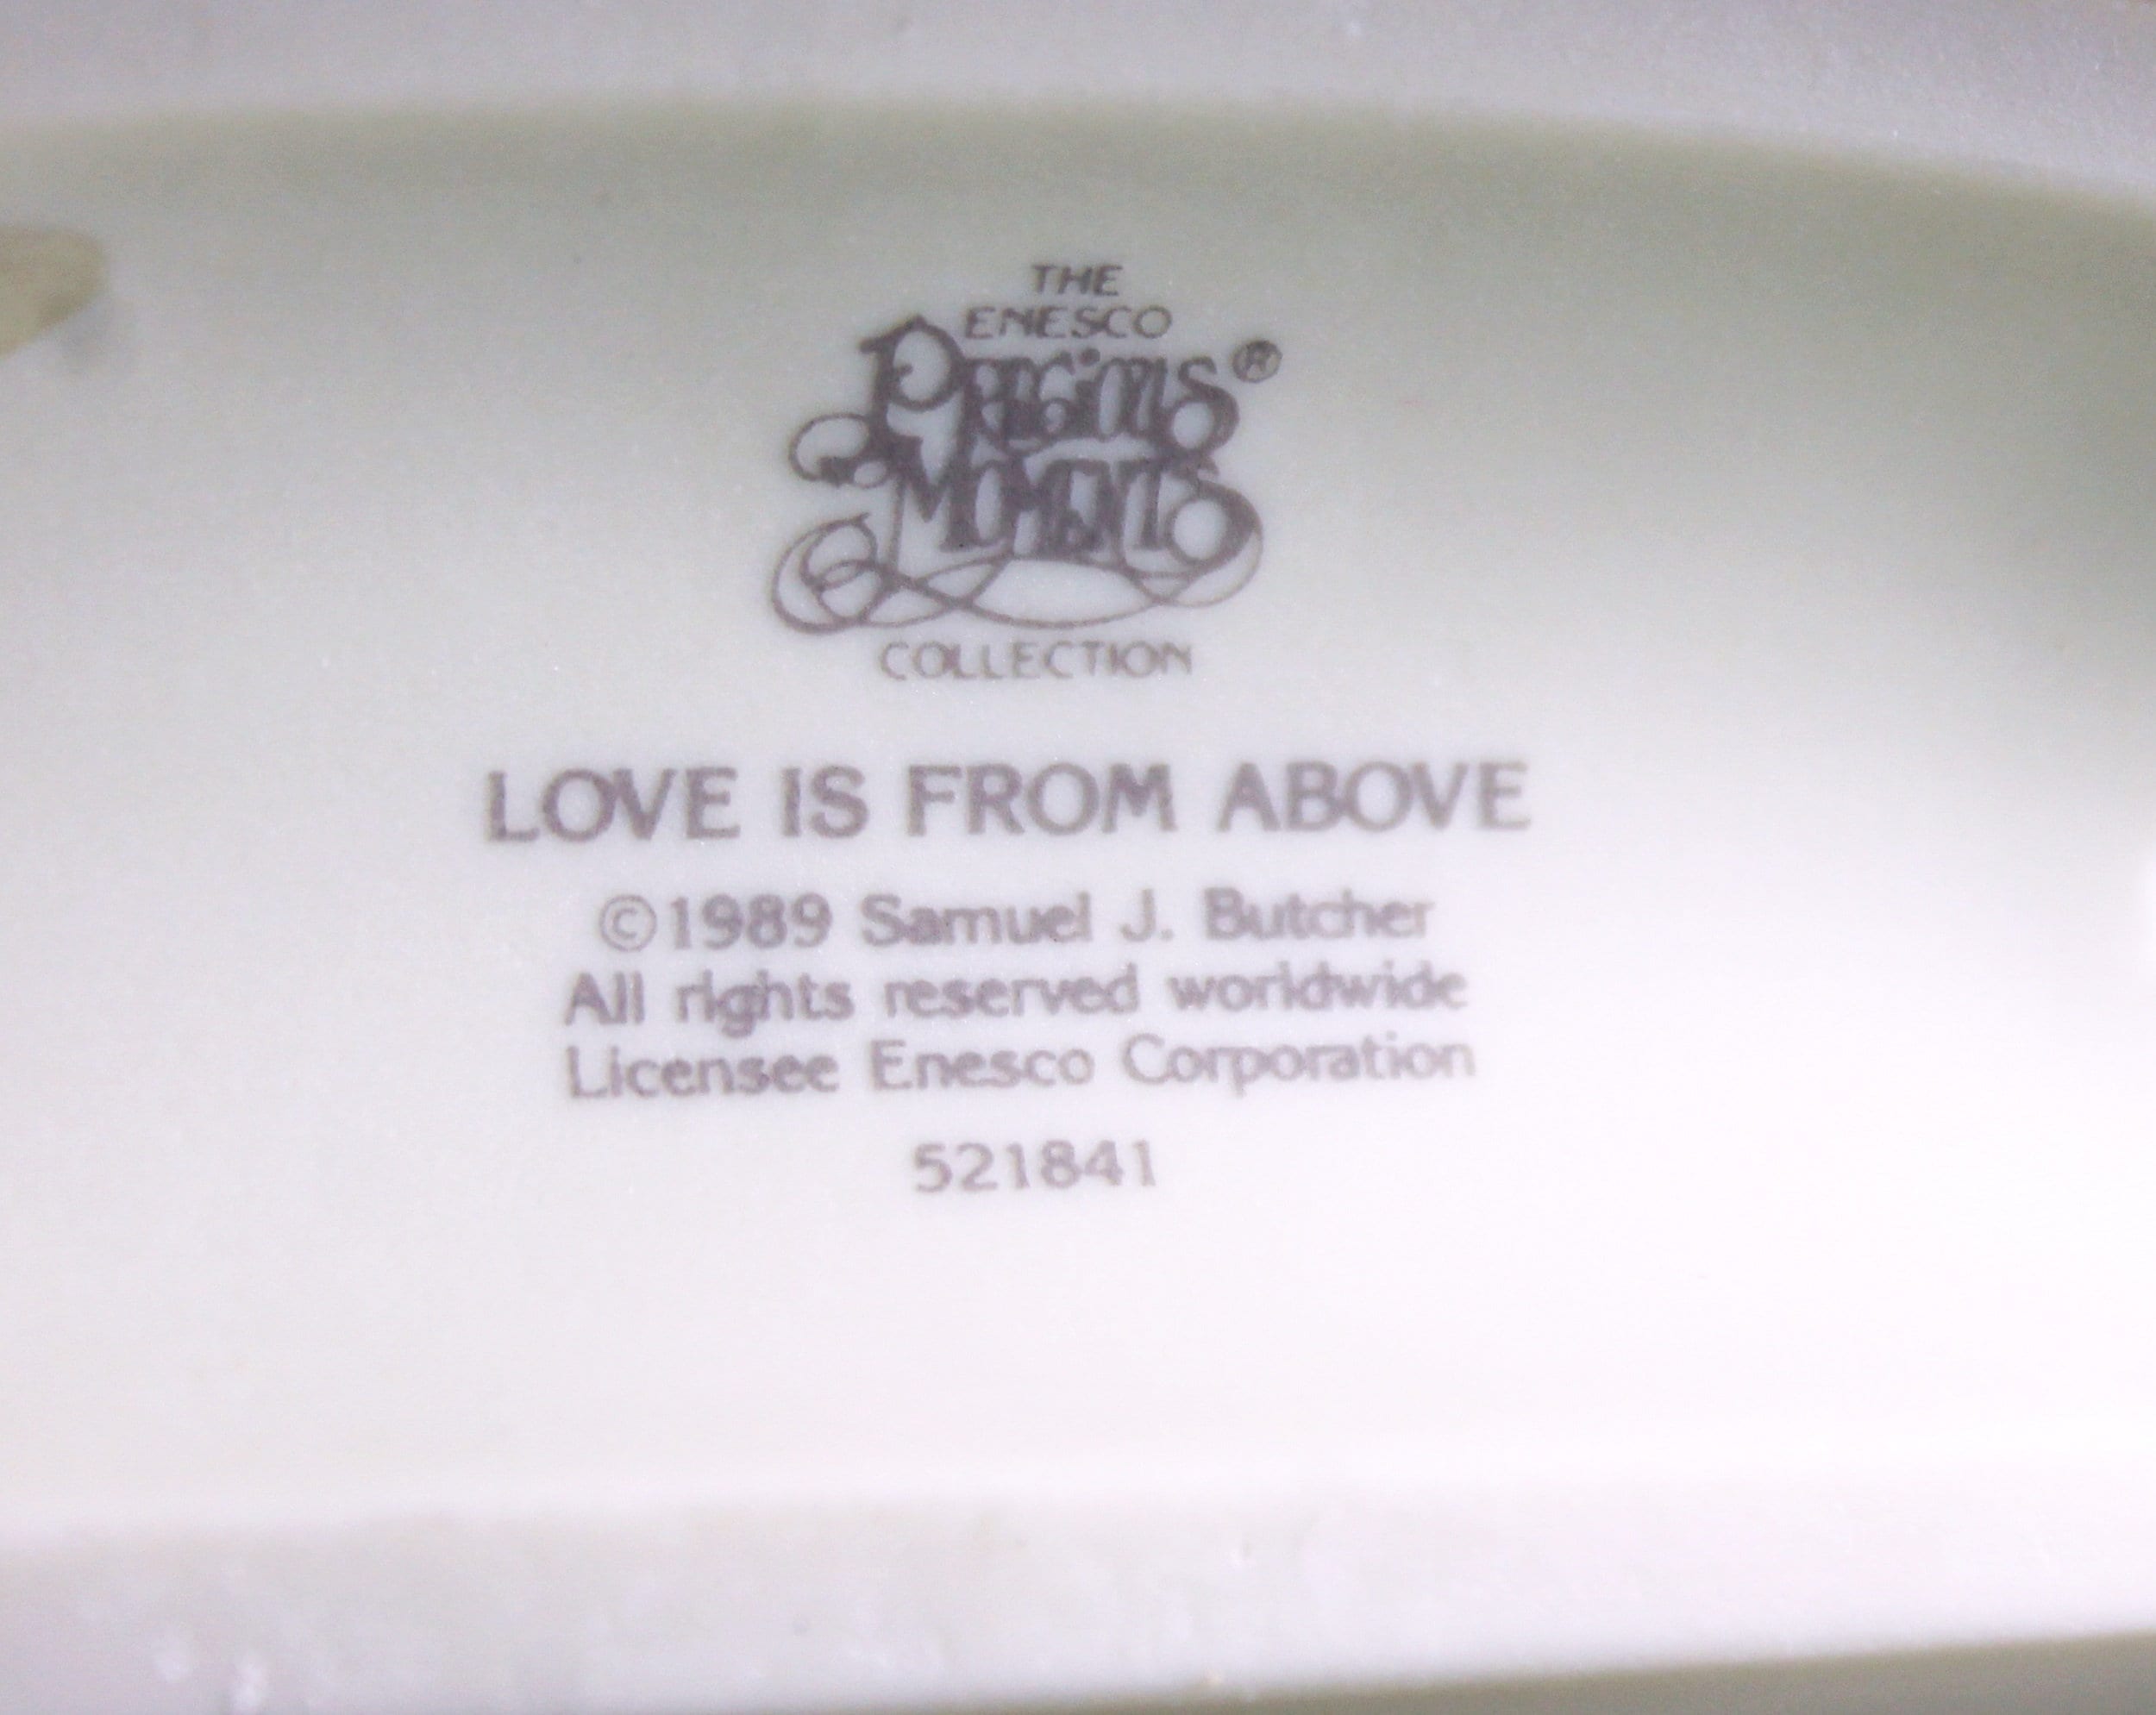 THE
ENESCO
Precious®
Moments
COLLECTION
LOVE IS FROM ABOVE
©1989 Samuel J. Butcher
All rights reserved worldwide
Licensee Enesco Corporation
521841